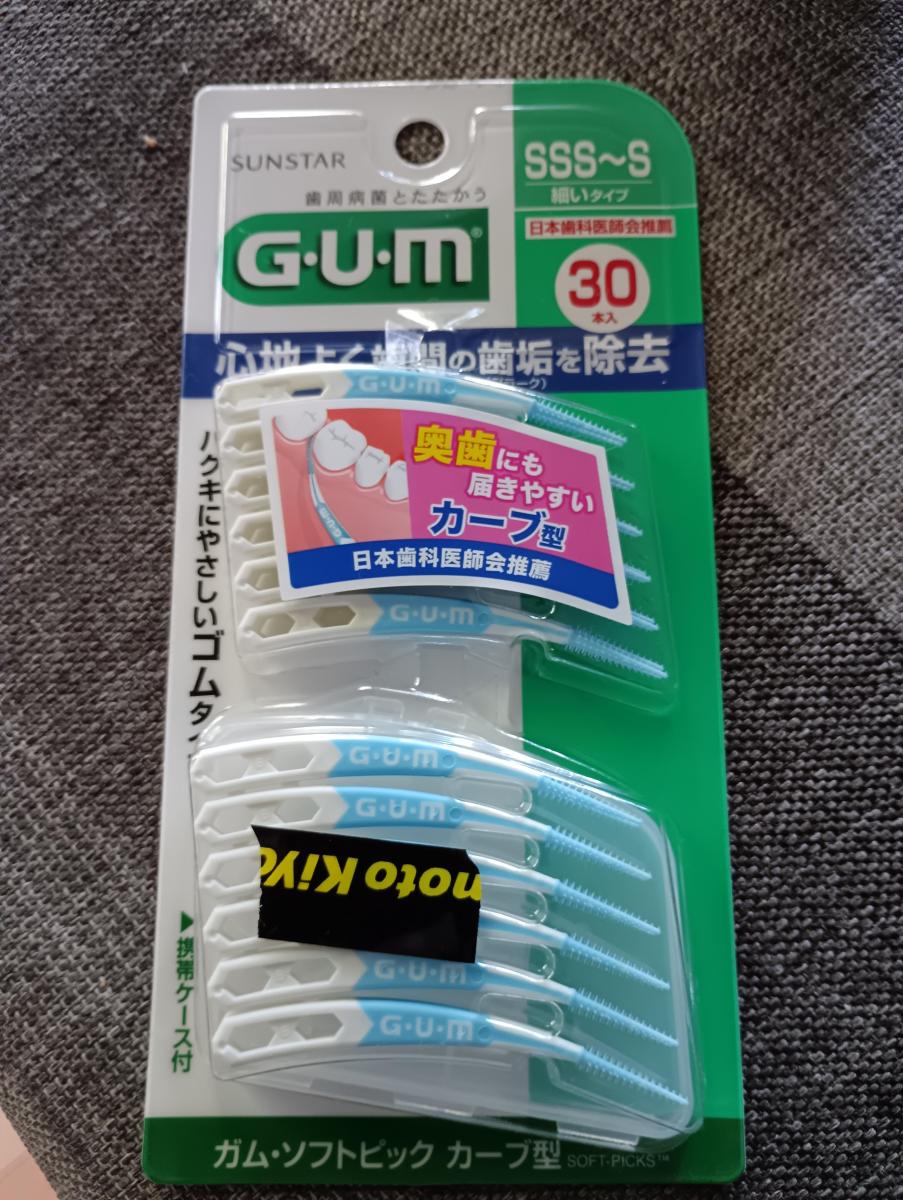 SUNSTAR
歯周病菌とたたかう
G・U・M®
SSS〜S
細いタイプ
日本歯科医師会推薦
30
本入
心地よく歯間の歯垢を除去
G・U・M
奥歯にも
届きやすい
カーブ型
G・U・M
日本歯科医師会推薦
G・U・M
ハグキにやさしいゴムタ
G・U・M
G・U・M
moto Kiyo
G・U・M
G・U・M
▶携帯ケース付
ガム・ソフトピック カーブ型 SOFT-PICKS™